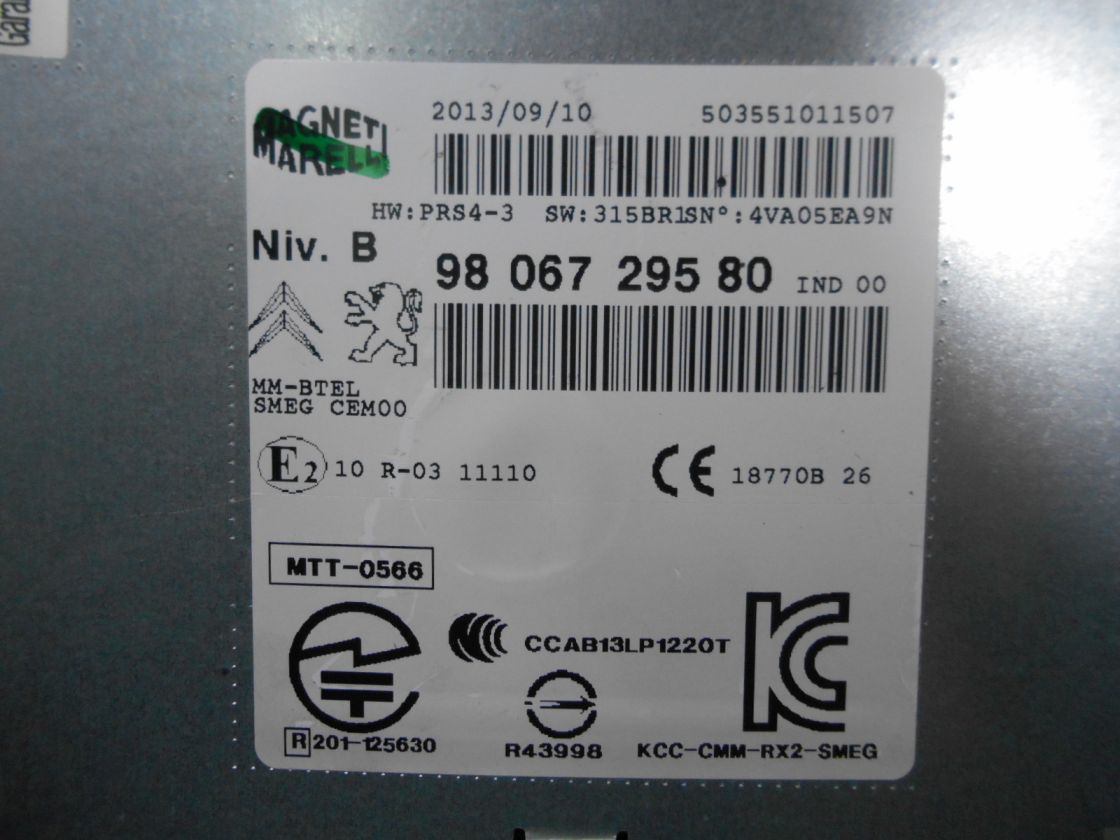 Gara
MAGNETI
MARELLI
2013/09/10 503551011507
HW:PRS4-3 SW:315BR1SN°:4VA05EA9N
Niv. B
98 067 295 80 IND 00
MM-BTEL
SMEG CEM00
E2 10 R-03 11110
CE 18770B 26
MTT-0566
CCAB13LP1220T
R 201-125630
R43998
KC
KCC-CMM-RX2-SMEG